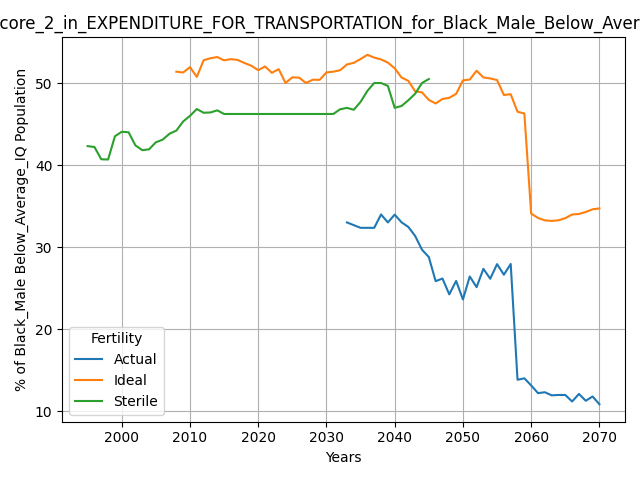 core_2_in_EXPENDITURE_FOR_TRANSPORTATION_for_Black_Male_Below_Aver
% of Black_Male Below_Average_IQ Population
50
40
30
20
10
Fertility
Actual
Ideal
Sterile
2000 2010 2020 2030 2040 2050 2060 2070
Years